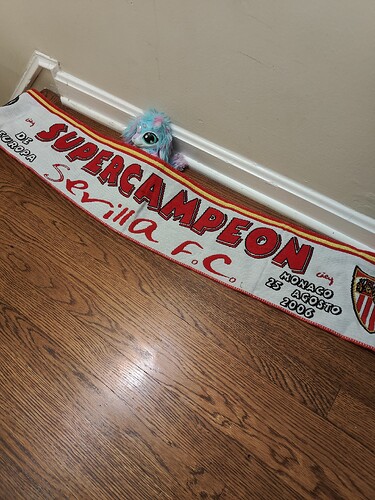 DE
EUROPA
SUPERCAMPEON
Sevilla F.C.
MONACO
25 AGOSTO
2006